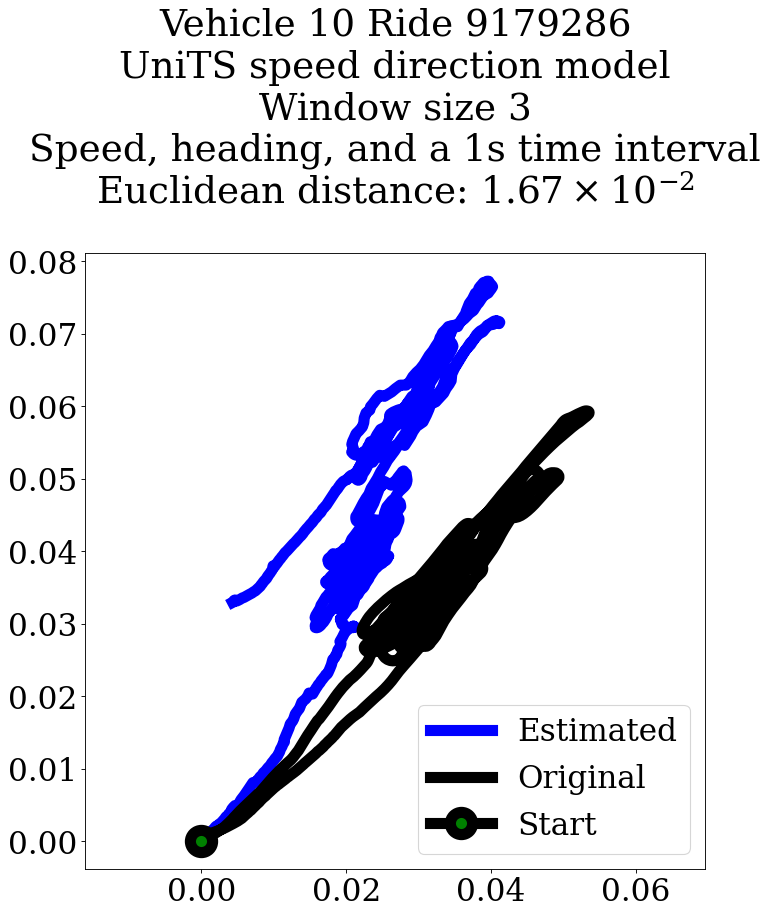 Vehicle 10 Ride 9179286
UniTS speed direction model
Window size 3
Speed, heading, and a 1s time interval
Euclidean distance: 1.67 × 10⁻²
0.08
0.07
0.06
0.05
0.04
0.03
0.02
0.01
0.00
Estimated
Original
Start
0.00 0.02 0.04 0.06